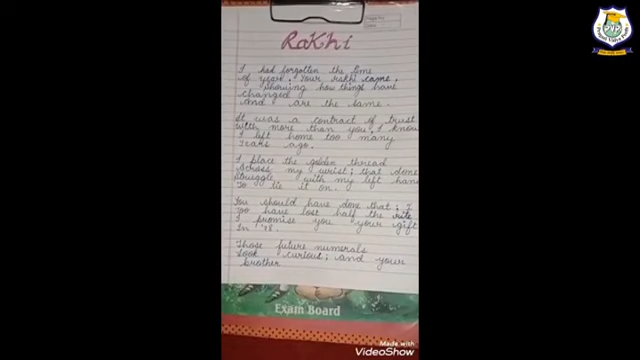 Rakhi
I had forgotten the time
of year. Your rakhi came.
Showing how things have
changed
And are the same.
It was a contract of trust
with more than you, I know
I left home too many
Years ago.
I place the golden thread
Across my wrist; that done
struggle with my left hand
To tie it on.
You should have done that; I
too have lost half the rite
I promise you your gift
In '18.
Those future numerals
Look curious; and your
brother
Exam Board
Made with
VideoShow